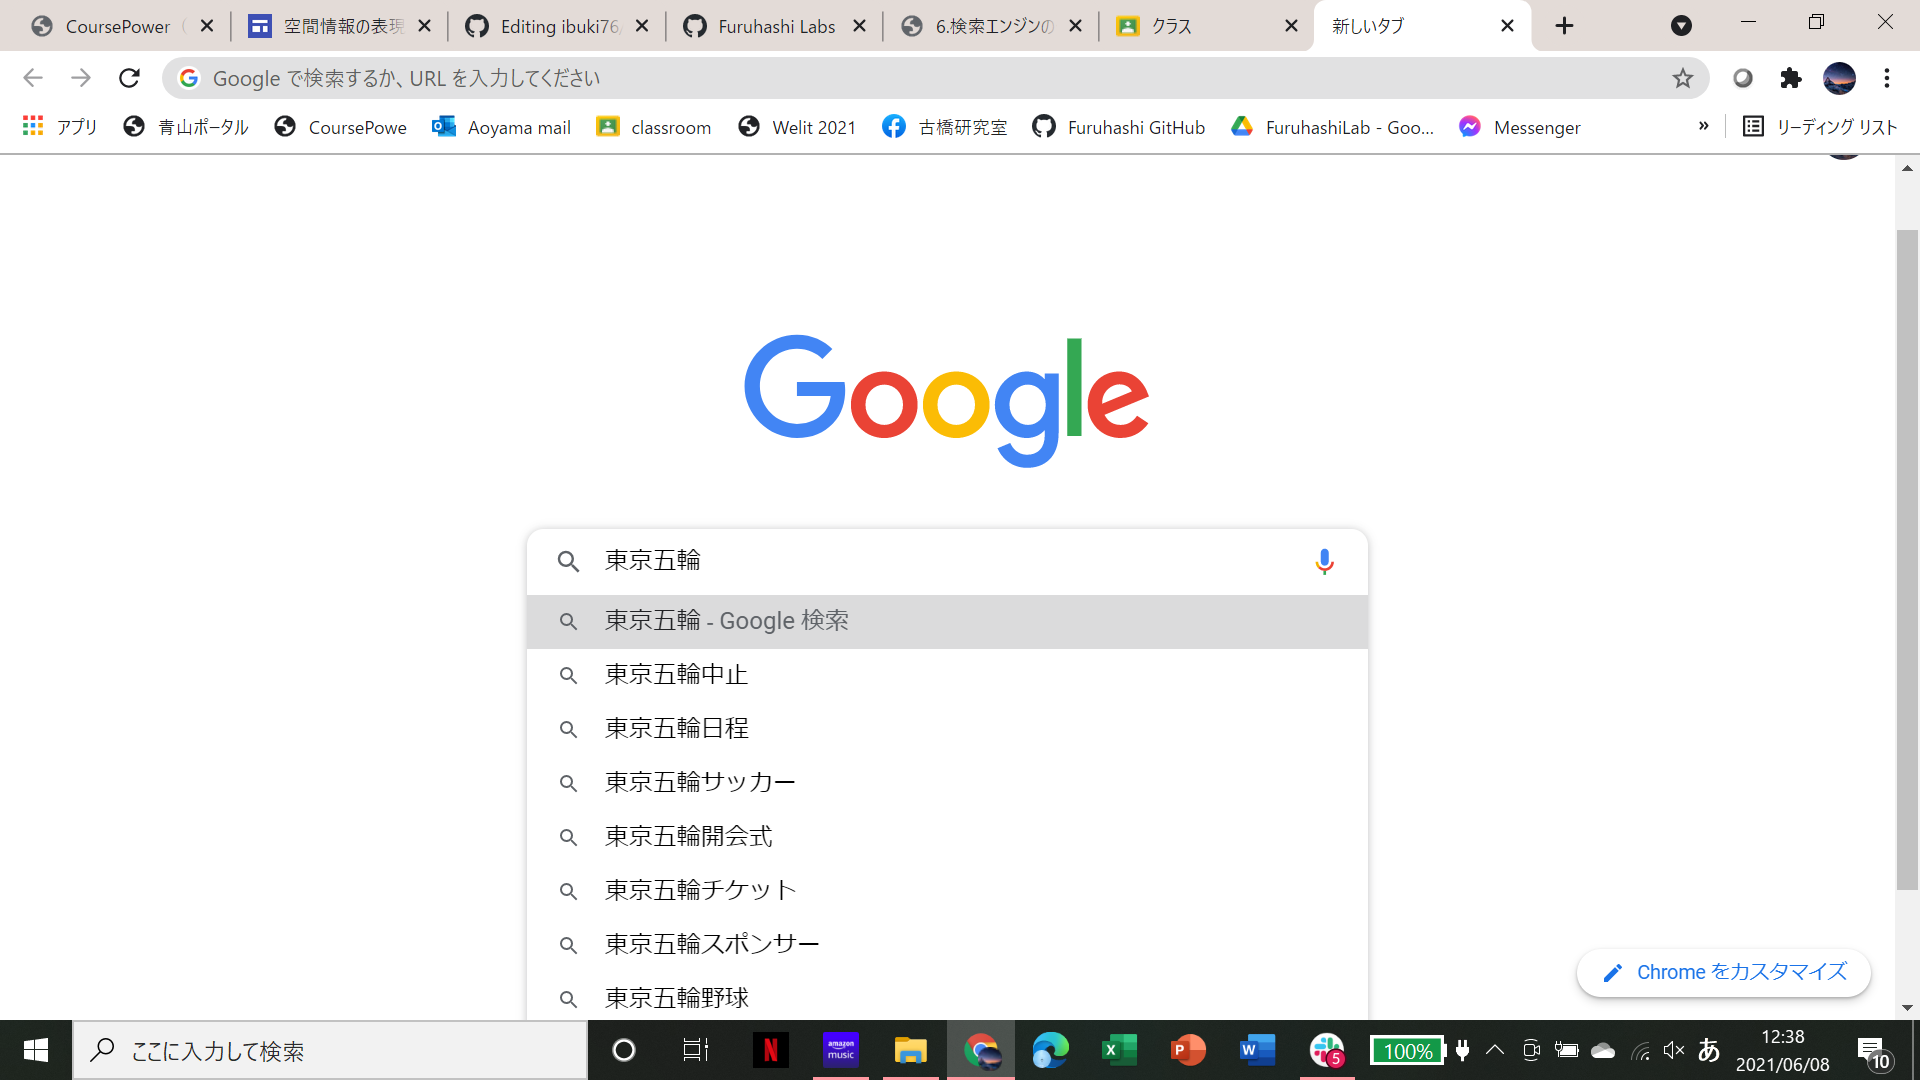 CoursePower
空間情報の表現
Editing ibuki76/
Furuhashi Labs
6.検索エンジンの
クラス
新しいタブ
Google で検索するか、URL を入力してください
アプリ
青山ポータル
CoursePowe
Aoyama mail
classroom
Welit 2021
古橋研究室
Furuhashi GitHub
FuruhashiLab - Goo...
Messenger
»
リーディング リスト
Google
東京五輪
東京五輪 - Google 検索
東京五輪中止
東京五輪日程
東京五輪サッカー
東京五輪開会式
東京五輪チケット
東京五輪スポンサー
東京五輪野球
Chrome をカスタマイズ
ここに入力して検索
N
amazon music
X
P
W
5
100%
あ
12:38
2021/06/08
10